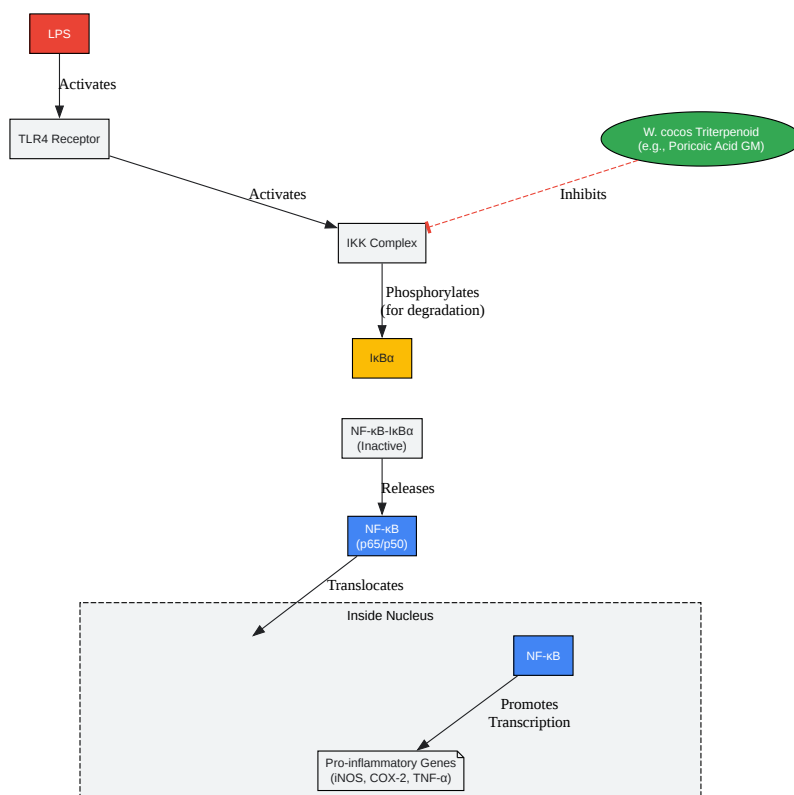 LPS
Activates
TLR4 Receptor
W. cocos Triterpenoid
(e.g., Poricoic Acid GM)
Activates
Inhibits
IKK Complex
Phosphorylates
(for degradation)
IκBα
NF-κB-IκBα
(Inactive)
Releases
NF-κB
(p65/p50)
Translocates
Inside Nucleus
NF-κB
Promotes
Transcription
Pro-inflammatory Genes
(iNOS, COX-2, TNF-α)